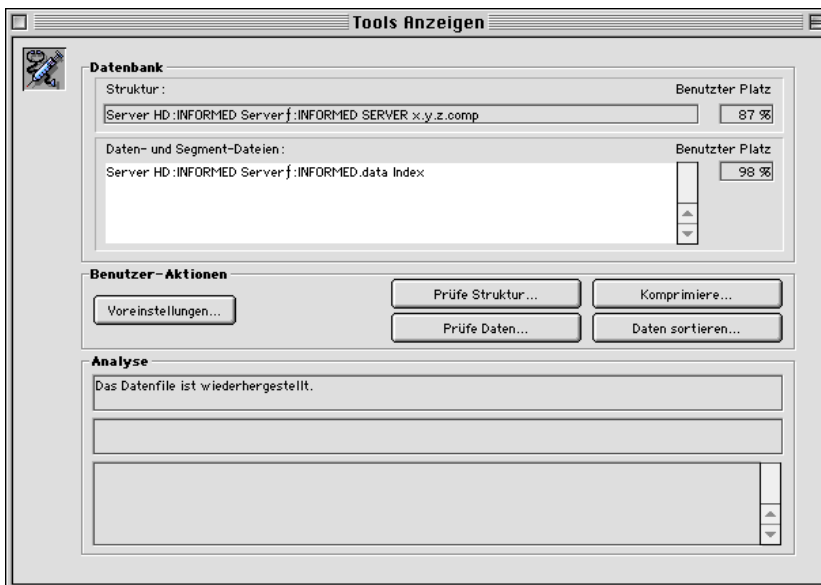 Tools Anzeigen
Datenbank
Struktur: Benutzter Platz
Server HD:INFORMED Serverƒ:INFORMED SERVER x.y.z.comp 87 %
Daten- und Segment-Dateien: Benutzter Platz
Server HD:INFORMED Serverƒ:INFORMED.data Index 98 %
Benutzer-Aktionen
Voreinstellungen...
Prüfe Struktur... Komprimiere...
Prüfe Daten... Daten sortieren...
Analyse
Das Datenfile ist wiederhergestellt.